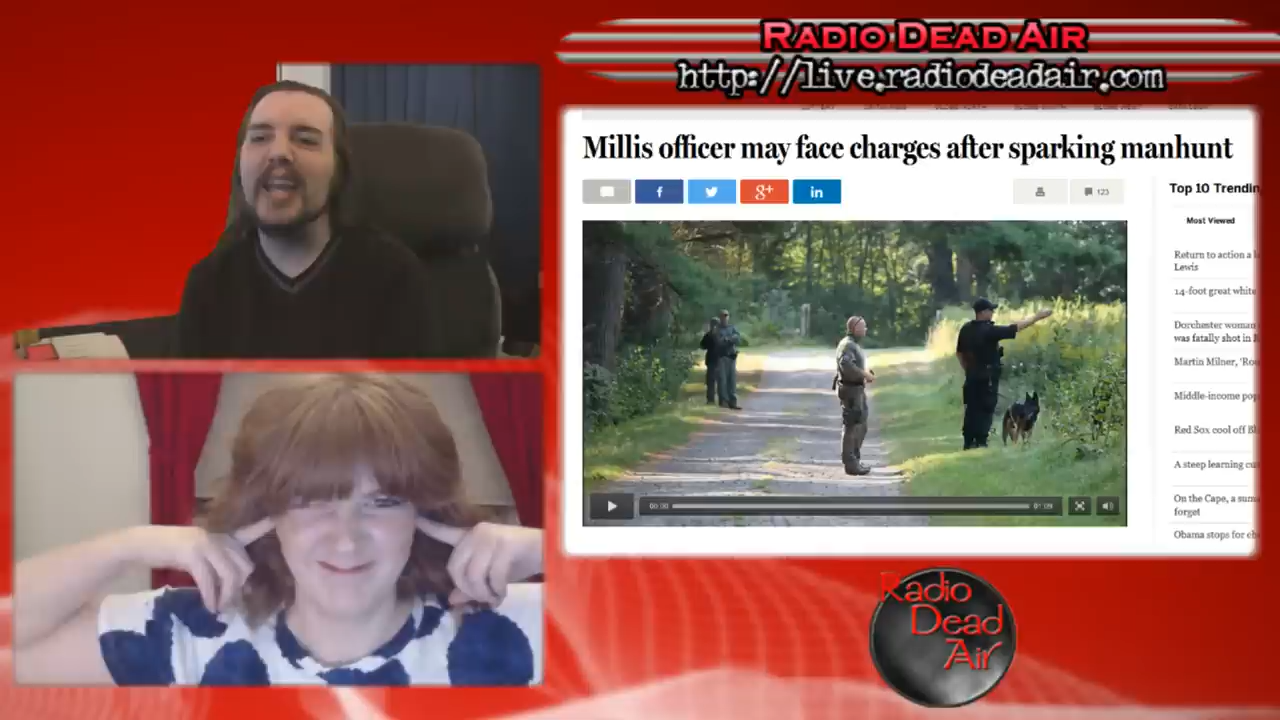 Radio Dead Air
http://live.radiodeadair.com
Millis officer may face charges after sparking manhunt
f
g+
in
123
00:00
01:09
Top 10 Trendin
Most Viewed
Return to action a l
Lewis
14-foot great white
Dorchester woman
was fatally shot in
Martin Milner, 'Ro
Middle-income pop
Red Sox cool off Bl
A steep learning cu
On the Cape, a sum
forget
Obama stops for ch
Radio
Dead
Air